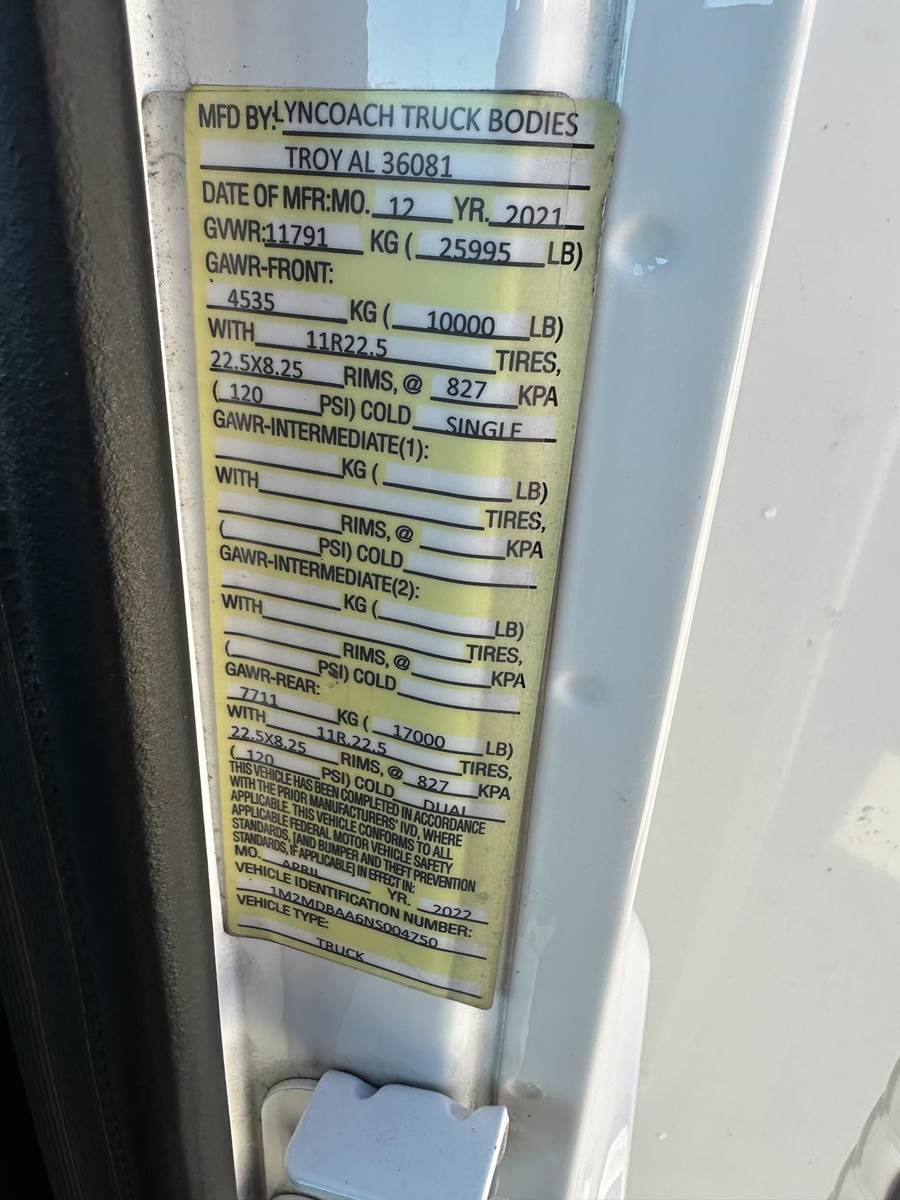 MFD BY: LYNCOACH TRUCK BODIES
TROY AL 36081
DATE OF MFR:MO. 12 YR. 2021
GVWR:11791 KG ( 25995 LB)
GAWR-FRONT:
4535 KG ( 10000 LB)
WITH 11R22.5 TIRES,
22.5X8.25 RIMS, @ 827 KPA
( 120 PSI) COLD SINGLE
GAWR-INTERMEDIATE(1):
KG ( LB)
WITH TIRES,
RIMS, @ KPA
( PSI) COLD
GAWR-INTERMEDIATE(2):
KG ( LB)
WITH TIRES,
RIMS, @ KPA
( PSI) COLD
GAWR-REAR:
7711 KG ( 17000 LB)
WITH 11R.22.5 TIRES,
22.5X8.25 RIMS, @ 827 KPA
( 120 PSI) COLD DUAL
THIS VEHICLE HAS BEEN COMPLETED IN ACCORDANCE
WITH THE PRIOR MANUFACTURERS' IVD, WHERE
APPLICABLE. THIS VEHICLE CONFORMS TO ALL
APPLICABLE FEDERAL MOTOR VEHICLE SAFETY
STANDARDS, [AND BUMPER AND THEFT PREVENTION
STANDARDS, IF APPLICABLE] IN EFFECT IN:
MO. APRIL YR. 2022
VEHICLE IDENTIFICATION NUMBER:
1M2MDBAA6NS004750
VEHICLE TYPE:
TRUCK